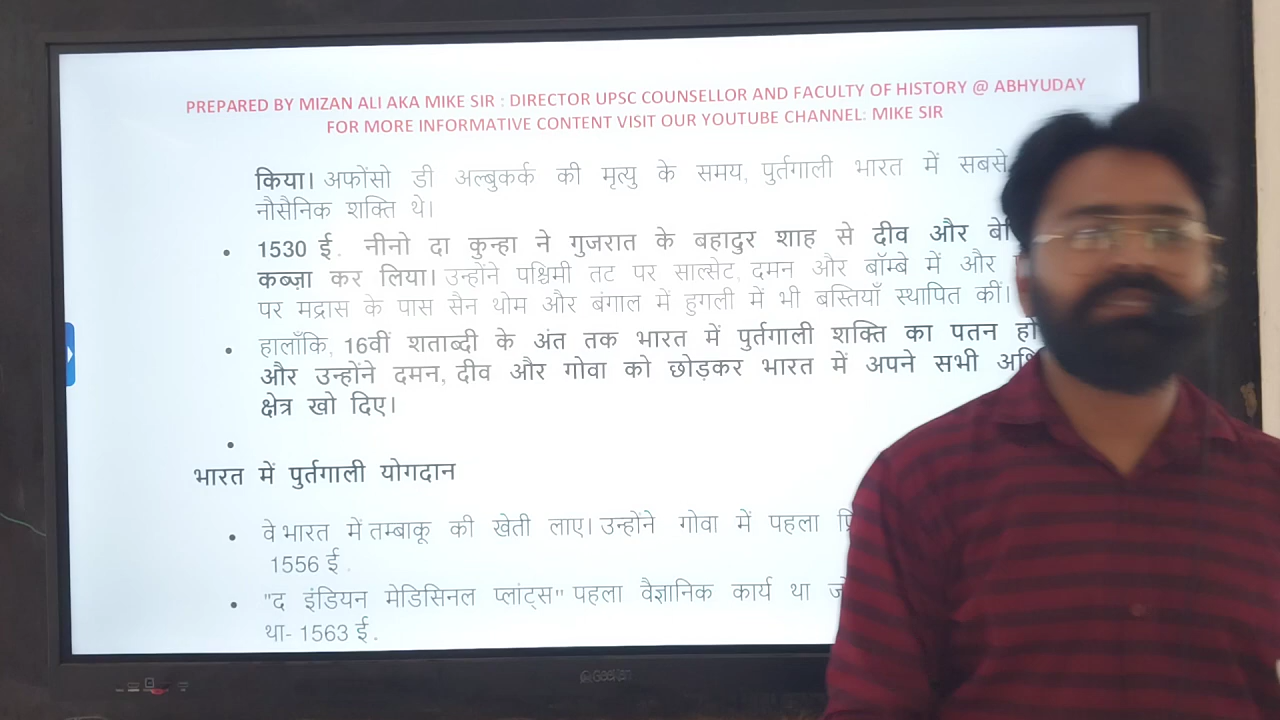 PREPARED BY MIZAN ALI AKA MIKE SIR : DIRECTOR UPSC COUNSELLOR AND FACULTY OF HISTORY @ ABHYUDAY
FOR MORE INFORMATIVE CONTENT VISIT OUR YOUTUBE CHANNEL: MIKE SIR
किया। अफोंसो डी अल्बुकर्क की मृत्यु के समय, पुर्तगाली भारत में सबसे
नौसैनिक शक्ति थे।
• 1530 ई. नीनो दा कुन्हा ने गुजरात के बहादुर शाह से दीव और
कब्ज़ा कर लिया। उन्होंने पश्चिमी तट पर साल्सेट, दमन और बॉम्बे में और
पर मद्रास के पास सैन थोम और बंगाल में हुगली में भी बस्तियाँ स्थापित कीं।
• हालाँकि, 16वीं शताब्दी के अंत तक भारत में पुर्तगाली शक्ति का पतन
और उन्होंने दमन, दीव और गोवा को छोड़कर भारत में अपने सभी
क्षेत्र खो दिए।
•
भारत में पुर्तगाली योगदान
• वे भारत में तम्बाकू की खेती लाए। उन्होंने गोवा में पहला
1556 ई.
• "द इंडियन मेडिसिनल प्लांट्स" पहला वैज्ञानिक कार्य था
था- 1563 ई.